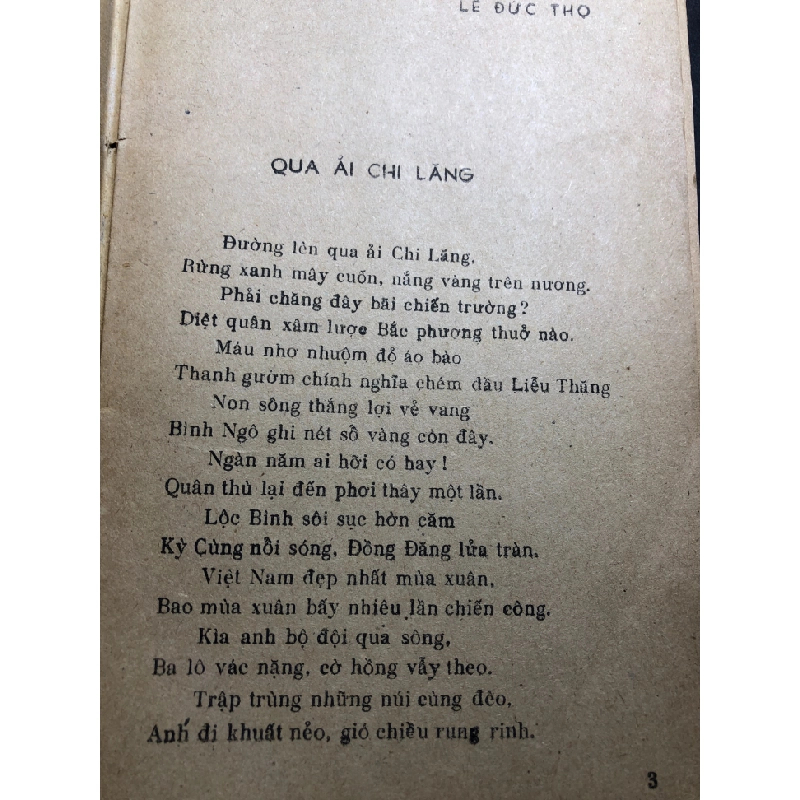 LÊ ĐỨC THỌ
QUA ẢI CHI LĂNG
Đường lên qua ải Chi Lăng,
Rừng xanh mây cuốn, nắng vàng trên nương.
Phải chăng đây bãi chiến trường?
Diệt quân xâm lược Bắc phương thuở nào.
Máu nhơ nhuộm đỏ áo bào
Thanh gươm chính nghĩa chém đầu Liễu Thăng
Non sông thắng lợi vẻ vang
Bình Ngô ghi nét sổ vàng còn đây.
Ngàn năm ai hỡi có hay!
Quân thù lại đến phơi thây một lần.
Lộc Bình sôi sục hờn căm
Kỳ Cùng nổi sóng, Đồng Đăng lửa tràn.
Việt Nam đẹp nhất mùa xuân,
Bao mùa xuân bấy nhiêu lần chiến công.
Kìa anh bộ đội qua sông,
Ba lô vác nặng, cờ hồng vẫy theo.
Trập trùng những núi cùng đèo,
Anh đi khuất nẻo, gió chiều rung rinh.
3